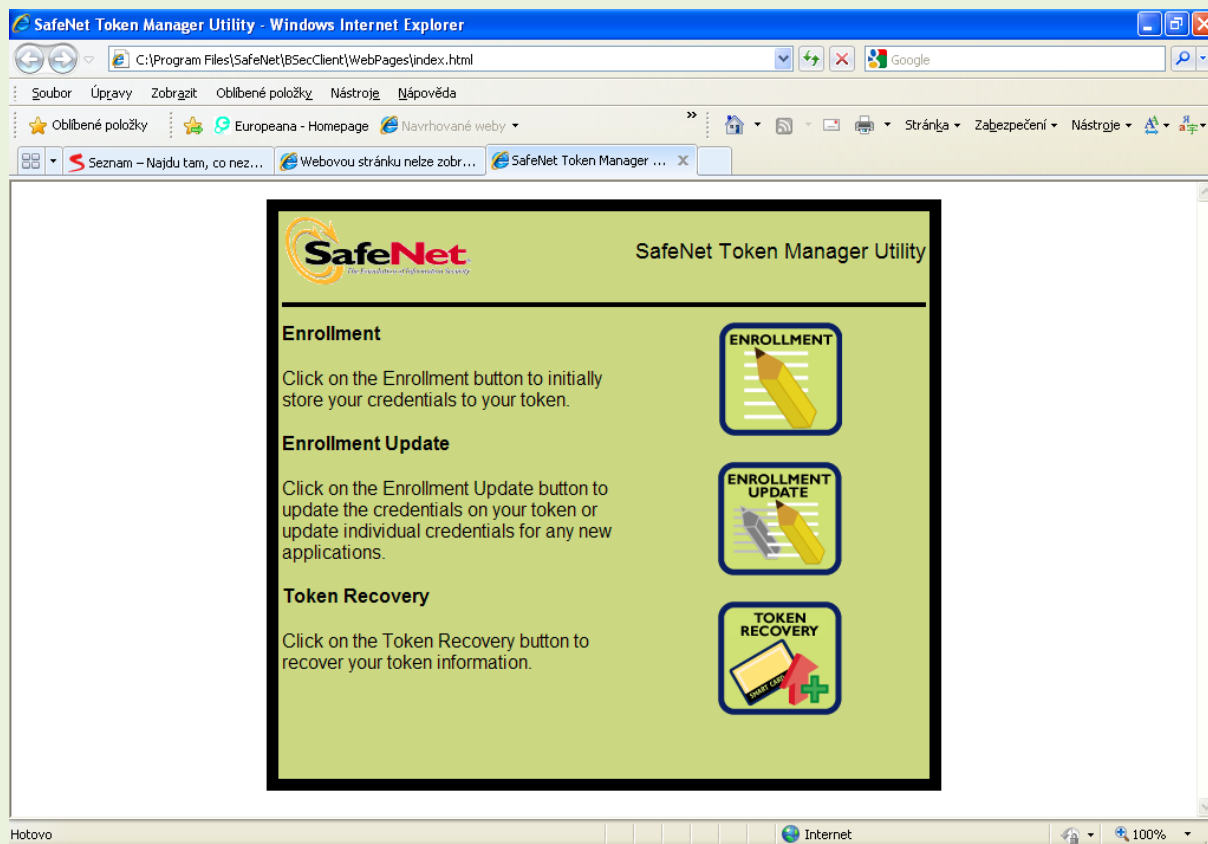 SafeNet Token Manager Utility - Windows Internet Explorer
C:\Program Files\SafeNet\BSecClient\WebPages\index.html
Google
Soubor Úpravy Zobrazit Oblíbené položky Nástroje Nápověda
Oblíbené položky Europeana - Homepage Navrhované weby » Stránka Zabezpečení Nástroje
Seznam – Najdu tam, co nez... Webovou stránku nelze zobr... SafeNet Token Manager ... X
SafeNet
The Foundation of Information Security
SafeNet Token Manager Utility
Enrollment
Click on the Enrollment button to initially
store your credentials to your token.
ENROLLMENT
Enrollment Update
Click on the Enrollment Update button to
update the credentials on your token or
update individual credentials for any new
applications.
ENROLLMENT
UPDATE
Token Recovery
Click on the Token Recovery button to
recover your token information.
TOKEN
RECOVERY
SMART CARD
Hotovo
Internet
100%